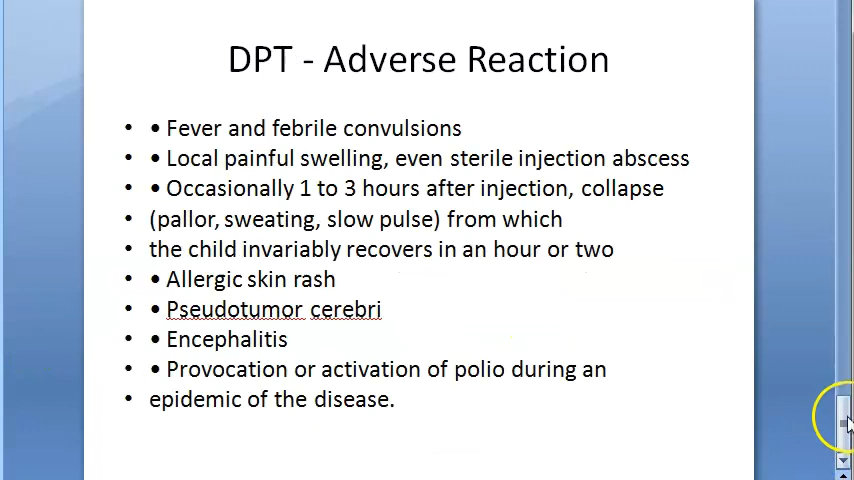 DPT - Adverse Reaction
• • Fever and febrile convulsions
• • Local painful swelling, even sterile injection abscess
• • Occasionally 1 to 3 hours after injection, collapse
• (pallor, sweating, slow pulse) from which
• the child invariably recovers in an hour or two
• • Allergic skin rash
• • Pseudotumor cerebri
• • Encephalitis
• • Provocation or activation of polio during an
• epidemic of the disease.